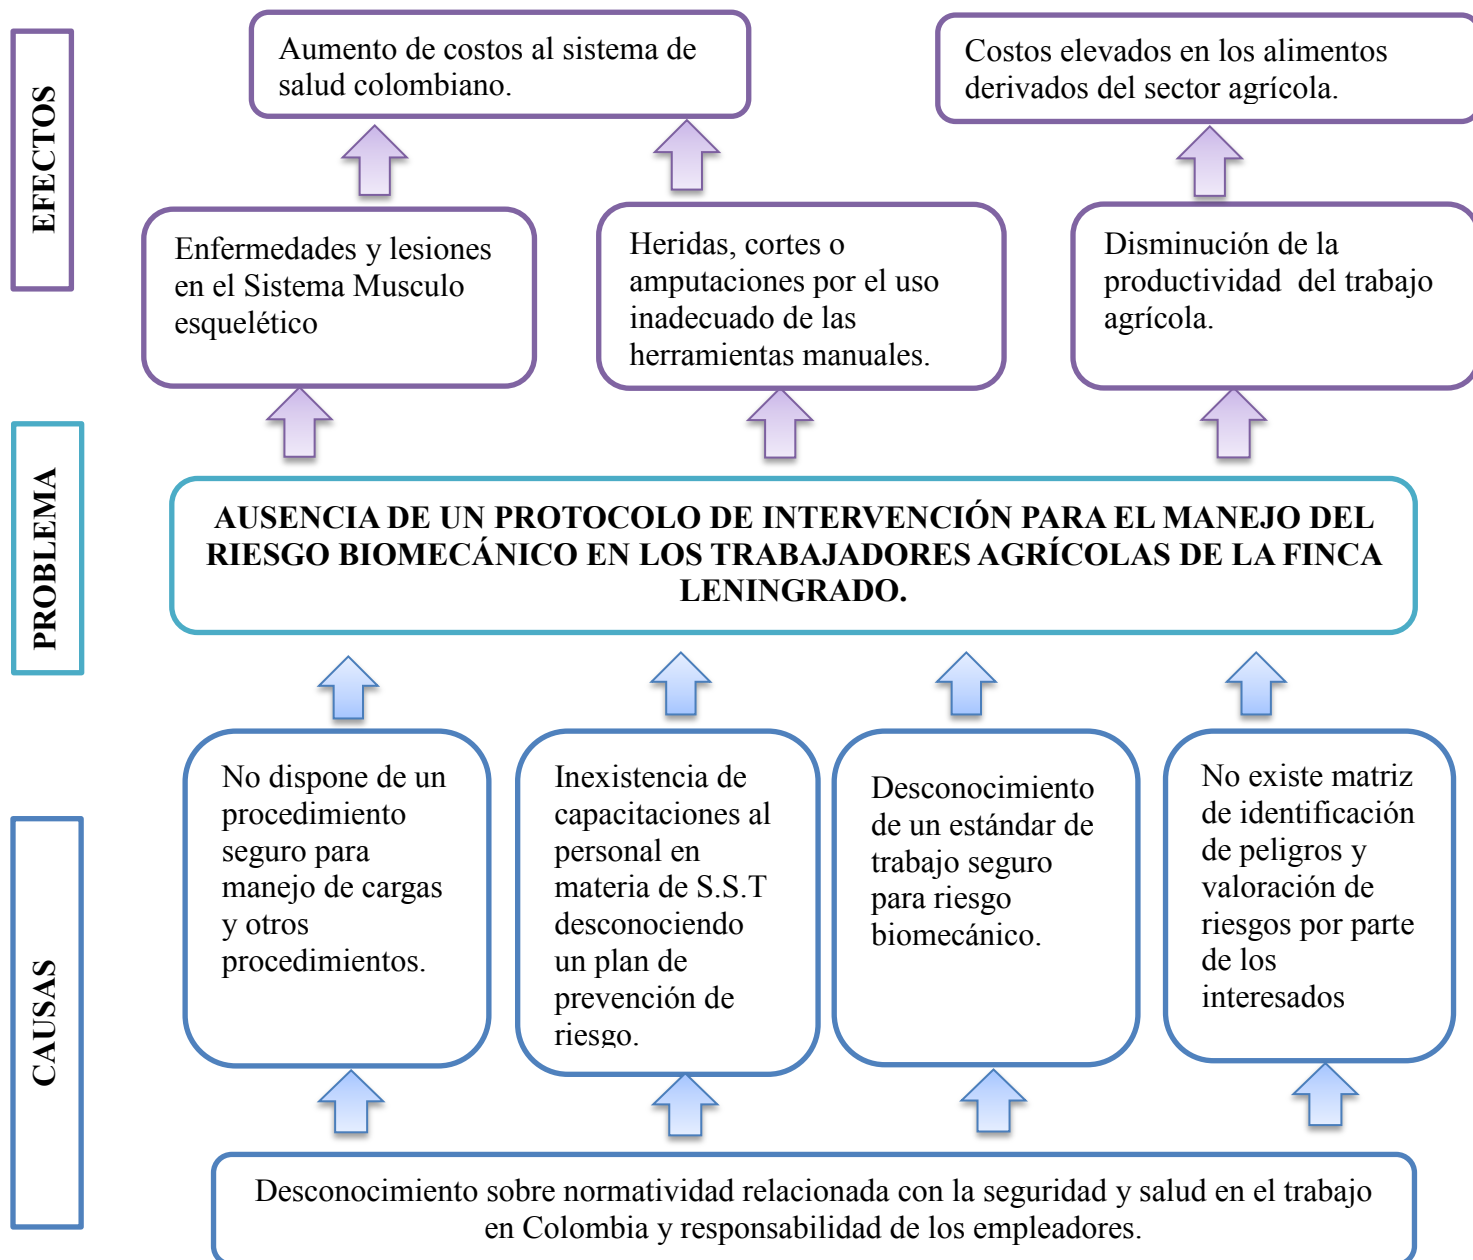 EFECTOS
Aumento de costos al sistema de
salud colombiano.
Costos elevados en los alimentos
derivados del sector agrícola.
Enfermedades y lesiones
en el Sistema Musculo
esquelético
Heridas, cortes o
amputaciones por el uso
inadecuado de las
herramientas manuales.
Disminución de la
productividad  del trabajo
agrícola.
PROBLEMA
AUSENCIA DE UN PROTOCOLO DE INTERVENCIÓN PARA EL MANEJO DEL
RIESGO BIOMECÁNICO EN LOS TRABAJADORES AGRÍCOLAS DE LA FINCA
LENINGRADO.
CAUSAS
No dispone de un
procedimiento
seguro para
manejo de cargas
y otros
procedimientos.
Inexistencia de
capacitaciones al
personal en
materia de S.S.T
desconociendo
un plan de
prevención de
riesgo.
Desconocimiento
de un estándar de
trabajo seguro
para riesgo
biomecánico.
No existe matriz
de identificación
de peligros y
valoración de
riesgos por parte
de los
interesados
Desconocimiento sobre normatividad relacionada con la seguridad y salud en el trabajo
en Colombia y responsabilidad de los empleadores.